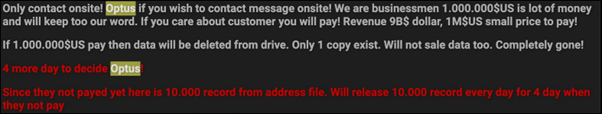 Only contact onsite! Optus if you wish to contact message onsite! We are businessmen 1.000.000$US is lot of money
and will keep too our word. If you care about customer you will pay! Revenue 9B$ dollar, 1M$US small price to pay!
If 1.000.000$US pay then data will be deleted from drive. Only 1 copy exist. Will not sale data too. Completely gone!
4 more day to decide Optus!
Since they not payed yet here is 10.000 record from address file. Will release 10.000 record every day for 4 day when
they not pay